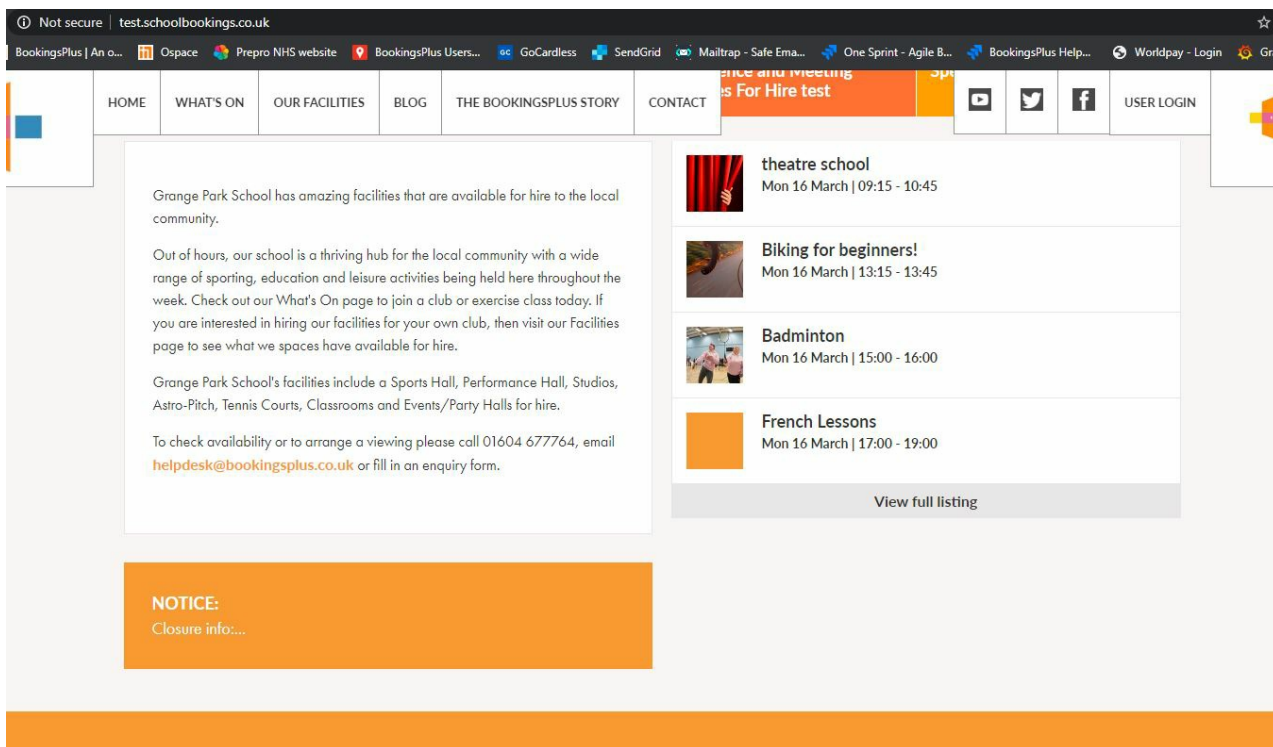 Not secure | test.schoolbookings.co.uk
BookingsPlus | An o... Ospace Prepro NHS website BookingsPlus Users... GC GoCardless SendGrid Mailtrap - Safe Ema... One Sprint - Agile B... BookingsPlus Help... Worldpay - Login Gr
ence and Meeting
s For Hire test
HOME WHAT'S ON OUR FACILITIES BLOG THE BOOKINGSPLUS STORY CONTACT USER LOGIN
Grange Park School has amazing facilities that are available for hire to the local
community.
Out of hours, our school is a thriving hub for the local community with a wide
range of sporting, education and leisure activities being held here throughout the
week. Check out our What's On page to join a club or exercise class today. If
you are interested in hiring our facilities for your own club, then visit our Facilities
page to see what we spaces have available for hire.
Grange Park School's facilities include a Sports Hall, Performance Hall, Studios,
Astro-Pitch, Tennis Courts, Classrooms and Events/Party Halls for hire.
To check availability or to arrange a viewing please call 01604 677764, email
helpdesk@bookingsplus.co.uk or fill in an enquiry form.
NOTICE:
Closure info:...
theatre school
Mon 16 March | 09:15 - 10:45
Biking for beginners!
Mon 16 March | 13:15 - 13:45
Badminton
Mon 16 March | 15:00 - 16:00
French Lessons
Mon 16 March | 17:00 - 19:00
View full listing